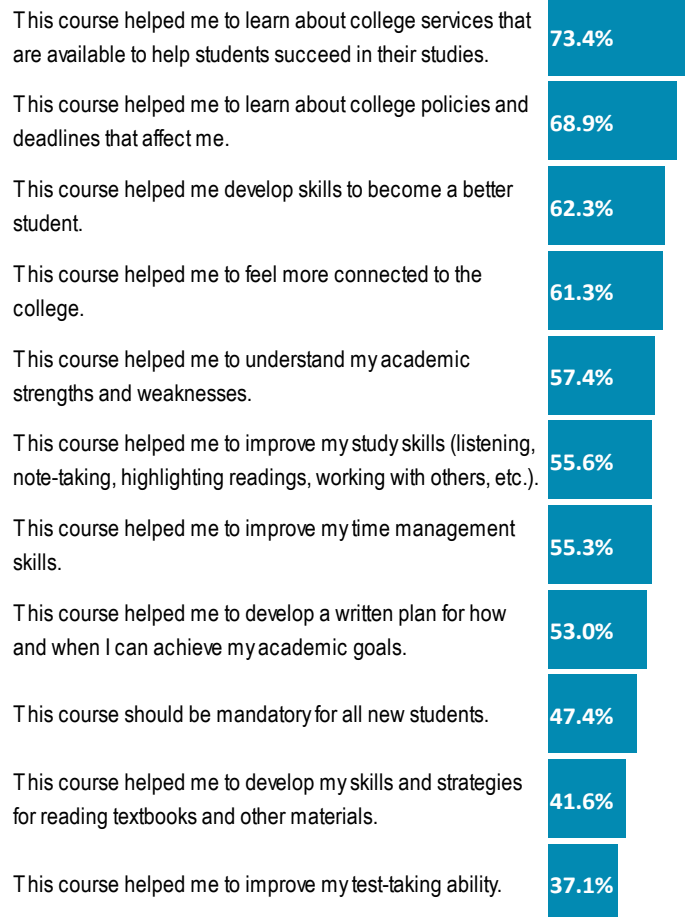 This course helped me to learn about college services that
are available to help students succeed in their studies.
73.4%
This course helped me to learn about college policies and
deadlines that affect me.
68.9%
This course helped me develop skills to become a better
student.
62.3%
This course helped me to feel more connected to the
college.
61.3%
This course helped me to understand my academic
strengths and weaknesses.
57.4%
This course helped me to improve my study skills (listening,
note-taking, highlighting readings, working with others, etc.).
55.6%
This course helped me to improve my time management
skills.
55.3%
This course helped me to develop a written plan for how
and when I can achieve my academic goals.
53.0%
This course should be mandatory for all new students.
47.4%
This course helped me to develop my skills and strategies
for reading textbooks and other materials.
41.6%
This course helped me to improve my test-taking ability.
37.1%